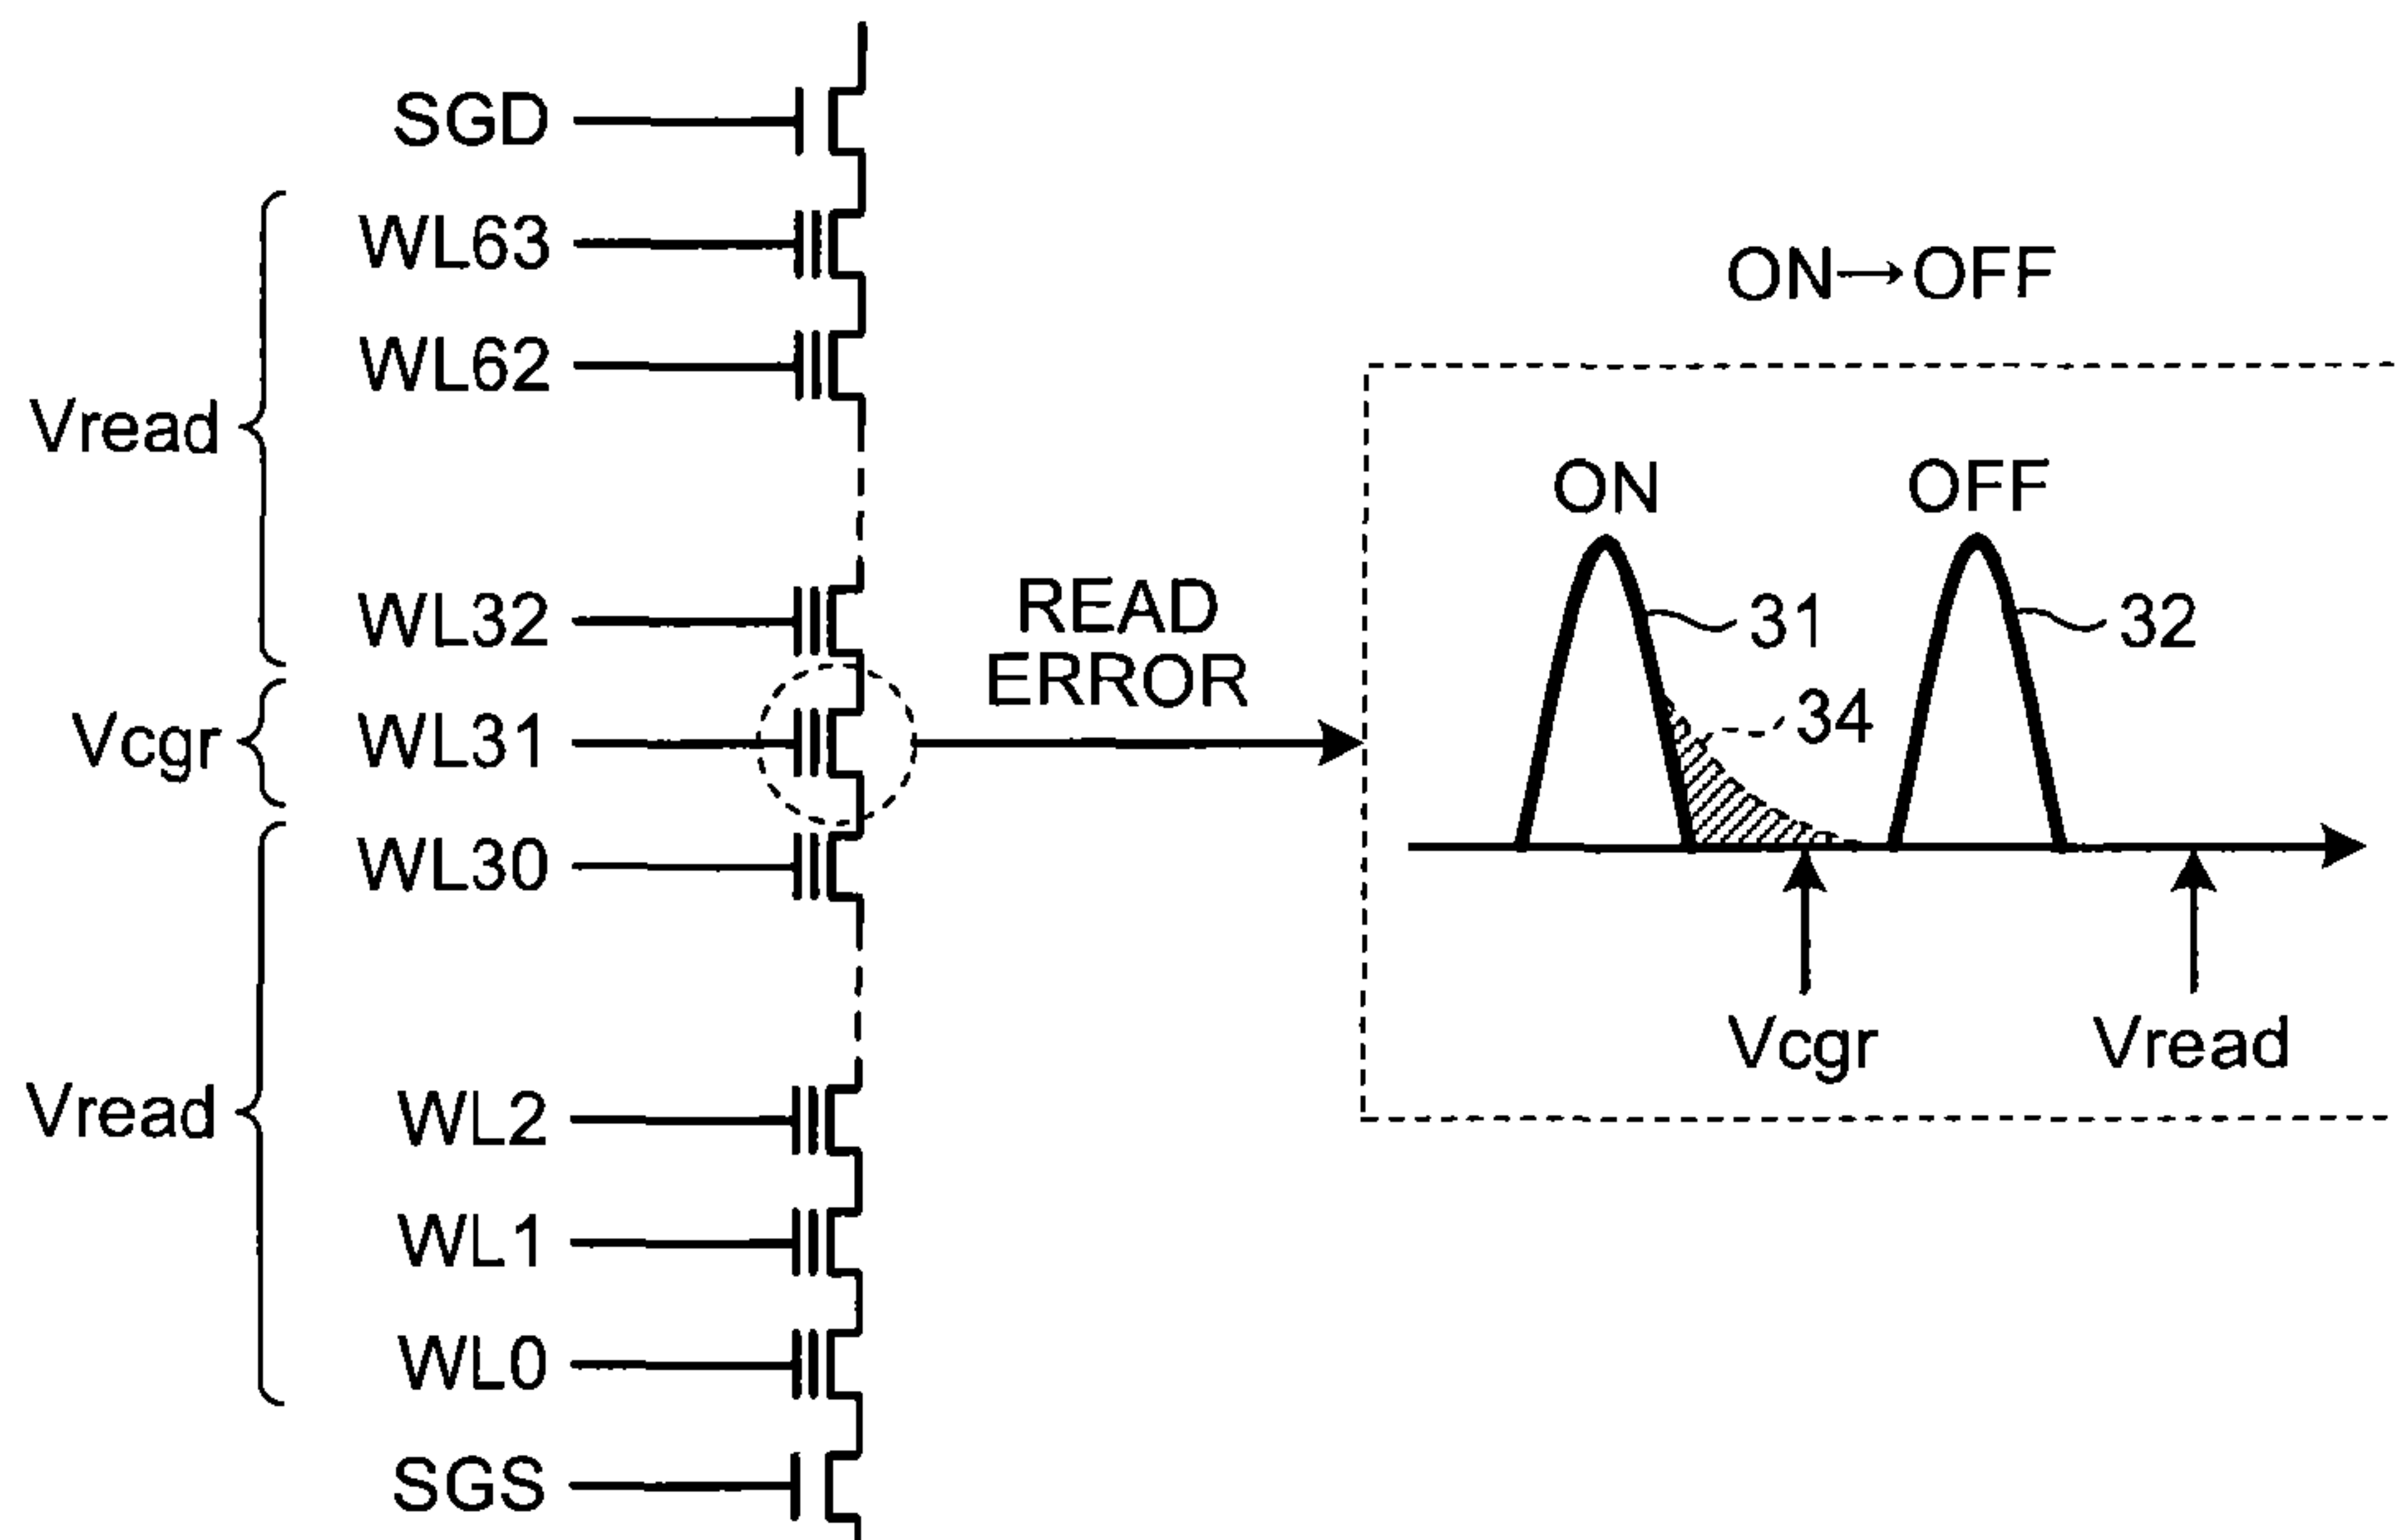 SGD
WL63
WL62
Vread
WL32
Vcgr
WL31
WL30
Vread
WL2
WL1
WL0
SGS
READ
ERROR
ON→OFF
ON
OFF
31
32
34
Vcgr
Vread